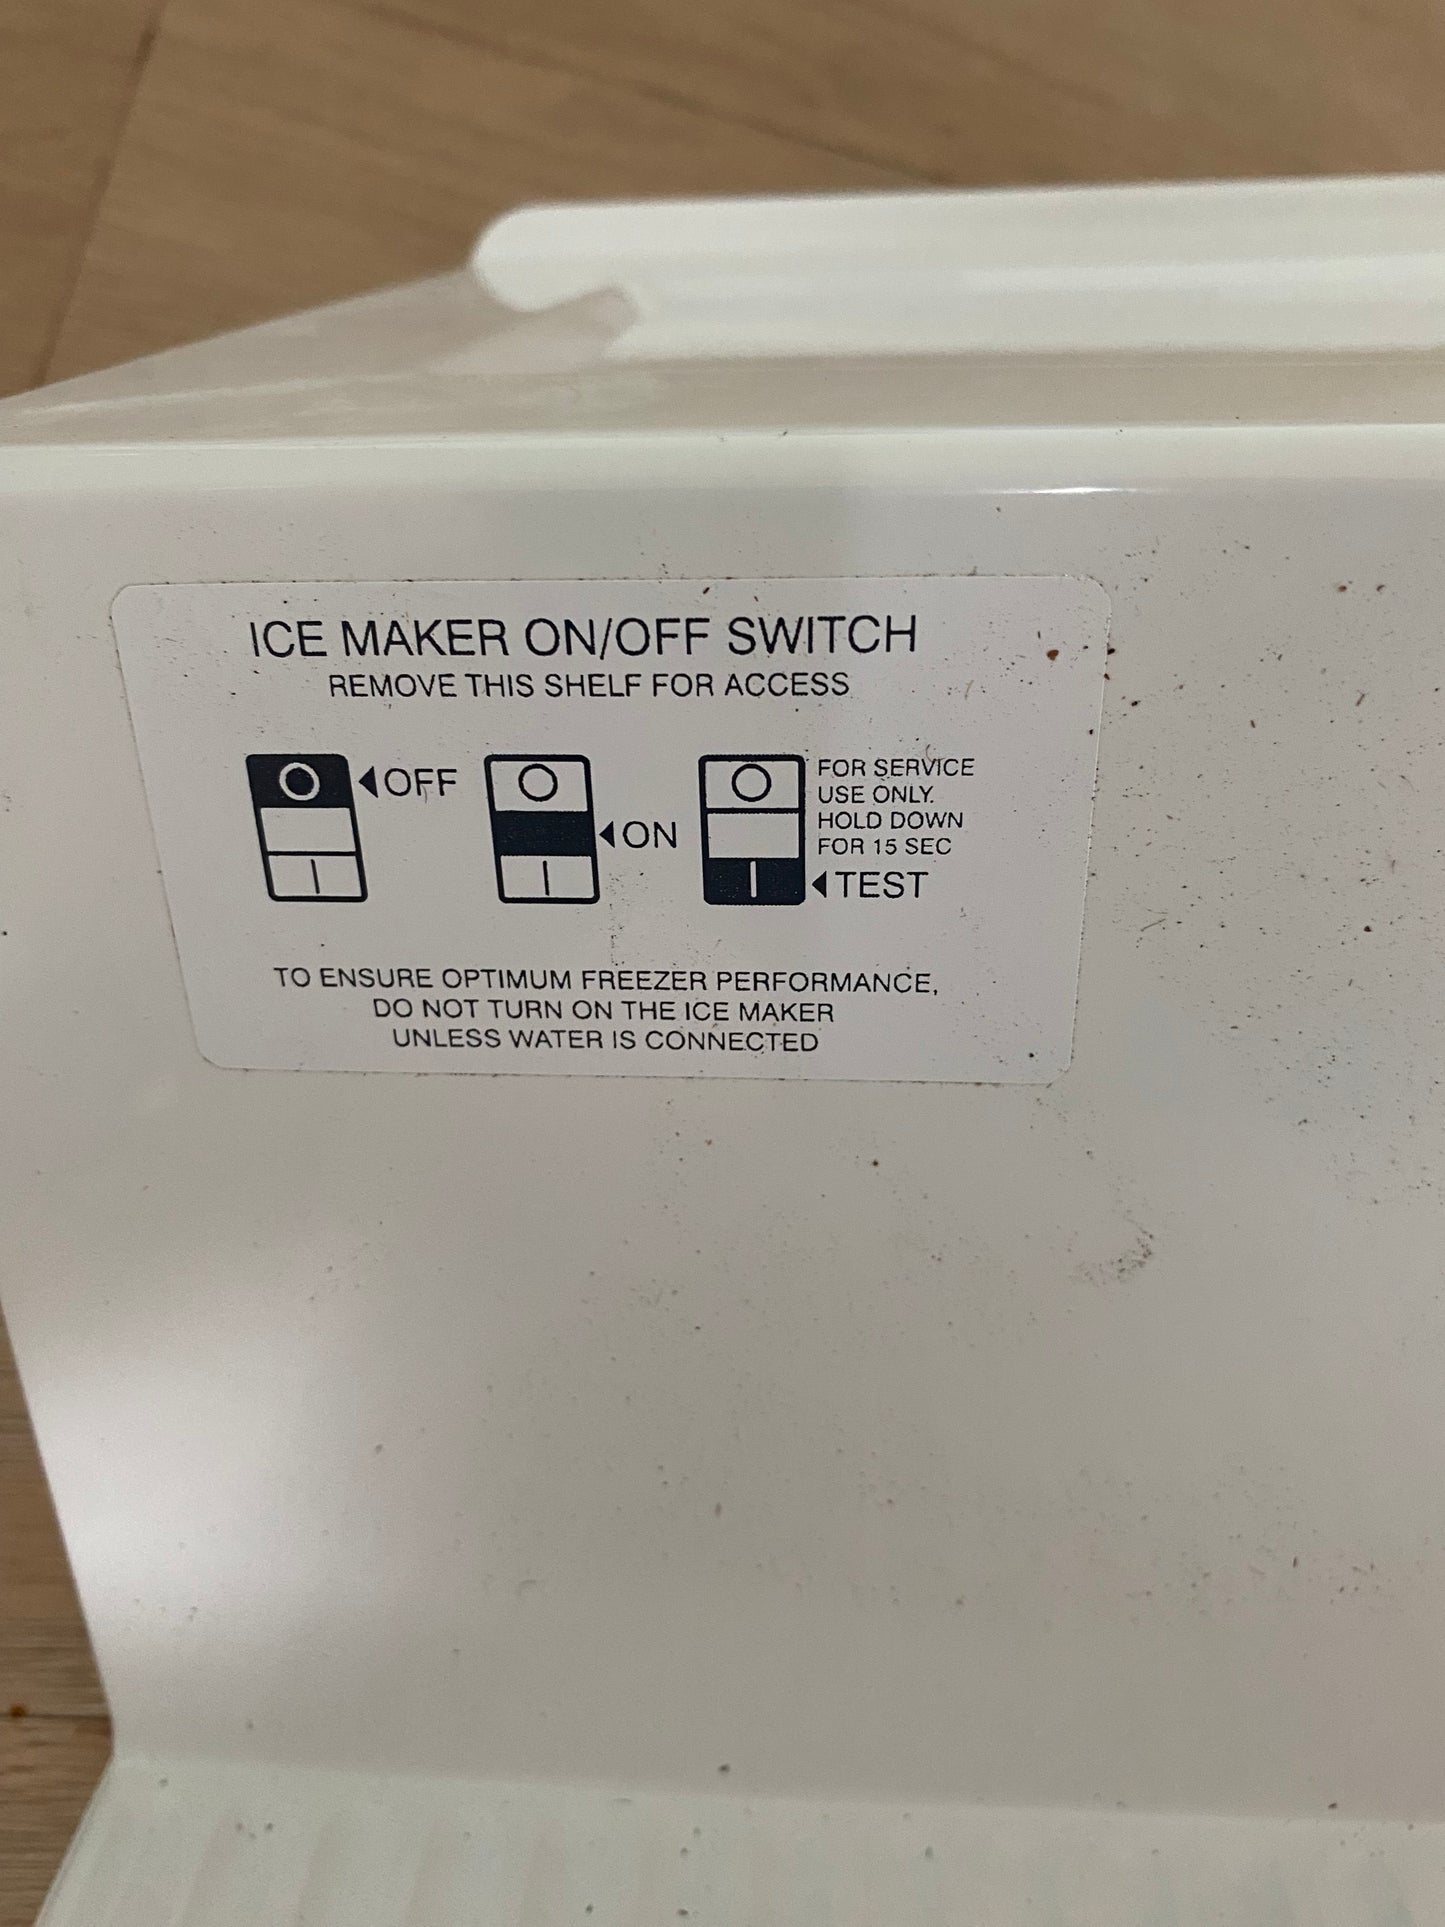 ICE MAKER ON/OFF SWITCH
REMOVE THIS SHELF FOR ACCESS
OFF
ON
FOR SERVICE
USE ONLY.
HOLD DOWN
FOR 15 SEC
TEST
TO ENSURE OPTIMUM FREEZER PERFORMANCE,
DO NOT TURN ON THE ICE MAKER
UNLESS WATER IS CONNECTED